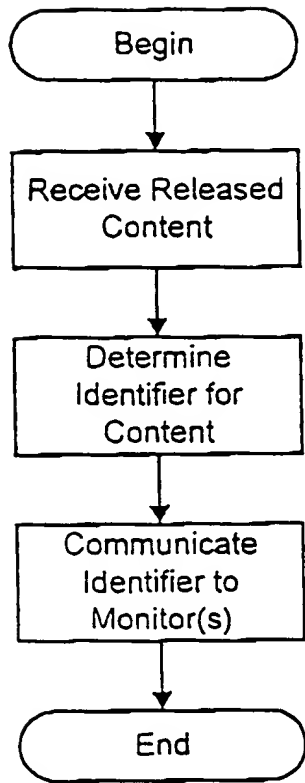 Begin
Receive Released
Content
Determine
Identifier for
Content
Communicate
Identifier to
Monitor(s)
End